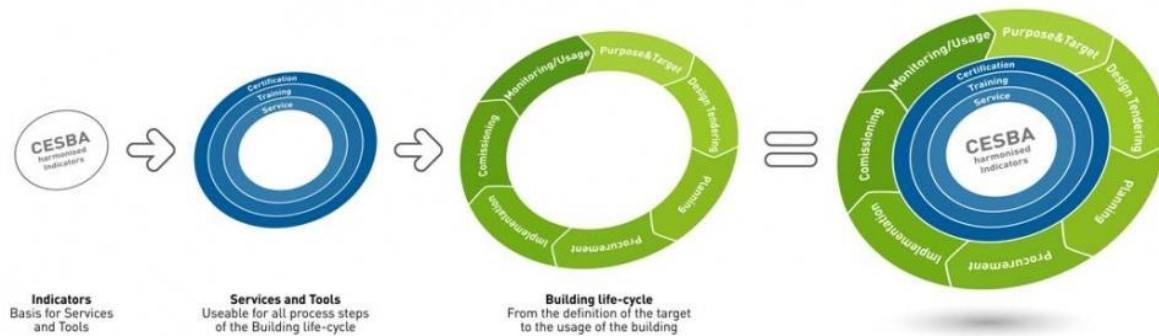 CESBA
harmonised
Indicators
Certification
Training
Service
Monitoring/Usage
Purpose&Target
Design Tendering
Planning
Procurement
Implementation
Comissioning
Monitoring/Usage
Purpose&Target
Design Tendering
Planning
Procurement
Implementation
Comissioning
Certification
Training
Service
CESBA
harmonised
Indicators
Indicators
Basis for Services
and Tools
Services and Tools
Useable for all process steps
of the Building life-cycle
Building life-cycle
From the definition of the target
to the usage of the building